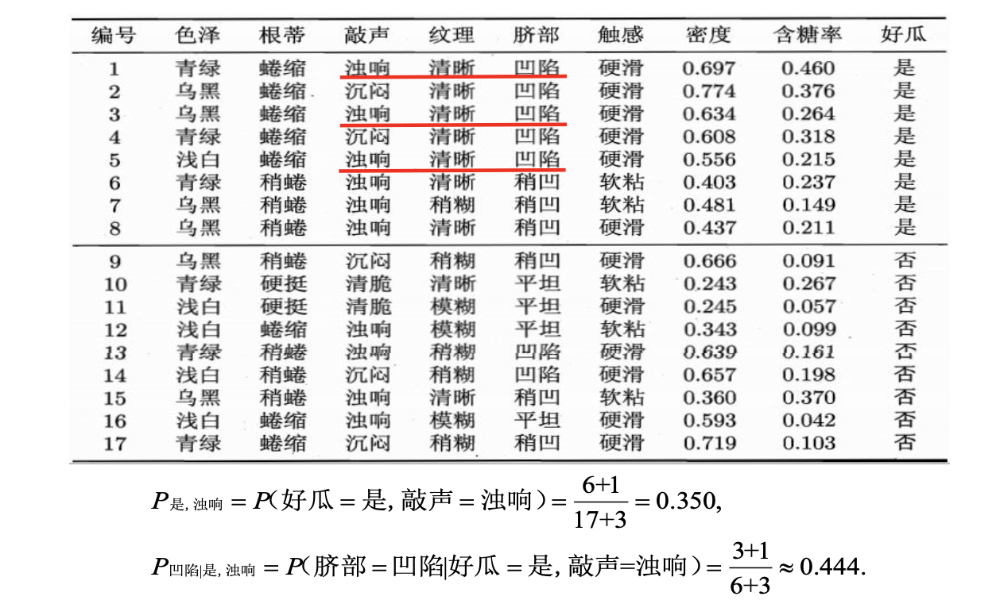 编号 色泽 根蒂 敲声 纹理 脐部 触感 密度 含糖率 好瓜
1 青绿 蜷缩 浊响 清晰 凹陷 硬滑 0.697 0.460 是
2 乌黑 蜷缩 沉闷 清晰 凹陷 硬滑 0.774 0.376 是
3 乌黑 蜷缩 浊响 清晰 凹陷 硬滑 0.634 0.264 是
4 青绿 蜷缩 沉闷 清晰 凹陷 硬滑 0.608 0.318 是
5 浅白 蜷缩 浊响 清晰 凹陷 硬滑 0.556 0.215 是
6 青绿 稍蜷 浊响 清晰 稍凹 软粘 0.403 0.237 是
7 乌黑 稍蜷 浊响 稍糊 稍凹 软粘 0.481 0.149 是
8 乌黑 稍蜷 浊响 清晰 稍凹 硬滑 0.437 0.211 是
9 乌黑 稍蜷 沉闷 稍糊 稍凹 硬滑 0.666 0.091 否
10 青绿 硬挺 清脆 清晰 平坦 软粘 0.243 0.267 否
11 浅白 硬挺 清脆 模糊 平坦 硬滑 0.245 0.057 否
12 浅白 蜷缩 浊响 模糊 平坦 软粘 0.343 0.099 否
13 青绿 稍蜷 浊响 稍糊 凹陷 硬滑 0.639 0.161 否
14 浅白 稍蜷 沉闷 稍糊 凹陷 硬滑 0.657 0.198 否
15 乌黑 稍蜷 浊响 清晰 稍凹 软粘 0.360 0.370 否
16 浅白 蜷缩 浊响 模糊 平坦 硬滑 0.593 0.042 否
17 青绿 蜷缩 沉闷 稍糊 稍凹 硬滑 0.719 0.103 否
P是,浊响 = P(好瓜 = 是, 敲声 = 浊响) = 6+1/17+3 = 0.350,
P凹陷|是,浊响 = P(脐部 = 凹陷|好瓜 = 是, 敲声=浊响) = 3+1/6+3 ≈ 0.444.